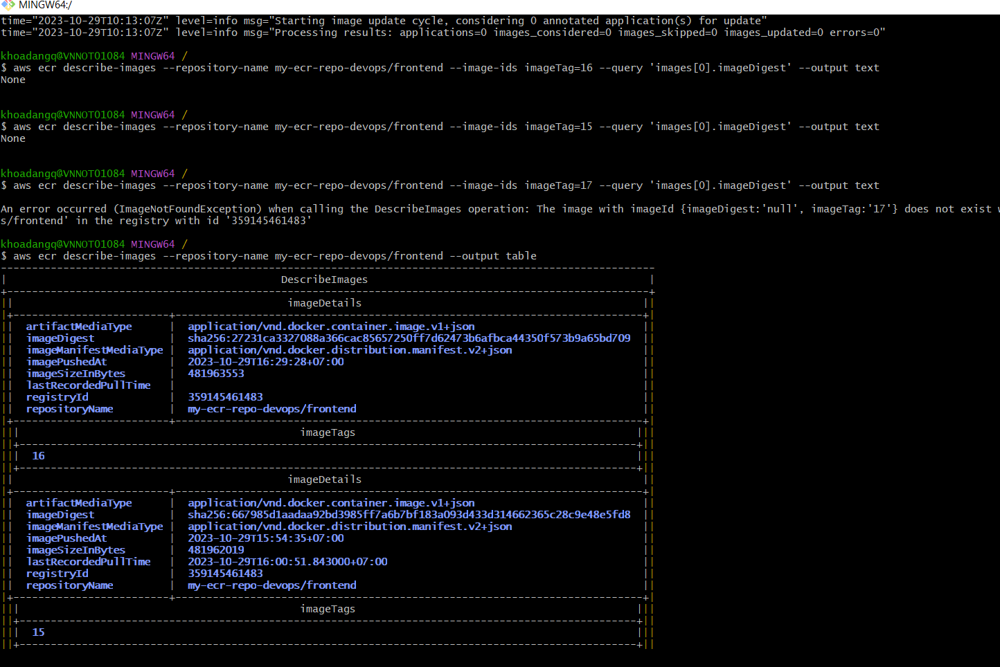 MINGW64:/
time="2023-10-29T10:13:07Z" level=info msg="Starting image update cycle, considering 0 annotated application(s) for update"
time="2023-10-29T10:13:07Z" level=info msg="Processing results: applications=0 images_considered=0 images_skipped=0 images_updated=0 errors=0"
khoadangq@VNNOT01084 MINGW64 /
$ aws ecr describe-images --repository-name my-ecr-repo-devops/frontend --image-ids imageTag=16 --query 'images[0].imageDigest' --output text
None
khoadangq@VNNOT01084 MINGW64 /
$ aws ecr describe-images --repository-name my-ecr-repo-devops/frontend --image-ids imageTag=15 --query 'images[0].imageDigest' --output text
None
khoadangq@VNNOT01084 MINGW64 /
$ aws ecr describe-images --repository-name my-ecr-repo-devops/frontend --image-ids imageTag=17 --query 'images[0].imageDigest' --output text
An error occurred (ImageNotFoundException) when calling the DescribeImages operation: The image with imageId {imageDigest:'null', imageTag:'17'} does not exist w
s/frontend' in the registry with id '359145461483'
khoadangq@VNNOT01084 MINGW64 /
$ aws ecr describe-images --repository-name my-ecr-repo-devops/frontend --output table
DescribeImages
imageDetails
artifactMediaType | application/vnd.docker.container.image.v1+json
imageDigest | sha256:27231ca3327088a366cac85657250ff7d62473b6afbca44350f573b9a65bd709
imageManifestMediaType | application/vnd.docker.distribution.manifest.v2+json
imagePushedAt | 2023-10-29T16:29:28+07:00
imageSizeInBytes | 481963553
lastRecordedPullTime |
registryId | 359145461483
repositoryName | my-ecr-repo-devops/frontend
imageTags
16
imageDetails
artifactMediaType | application/vnd.docker.container.image.v1+json
imageDigest | sha256:667985d1aadaa92bd3985ff7a6b7bf183a093d433d314662365c28c9e48e5fd8
imageManifestMediaType | application/vnd.docker.distribution.manifest.v2+json
imagePushedAt | 2023-10-29T15:54:35+07:00
imageSizeInBytes | 481962019
lastRecordedPullTime | 2023-10-29T16:00:51.843000+07:00
registryId | 359145461483
repositoryName | my-ecr-repo-devops/frontend
imageTags
15